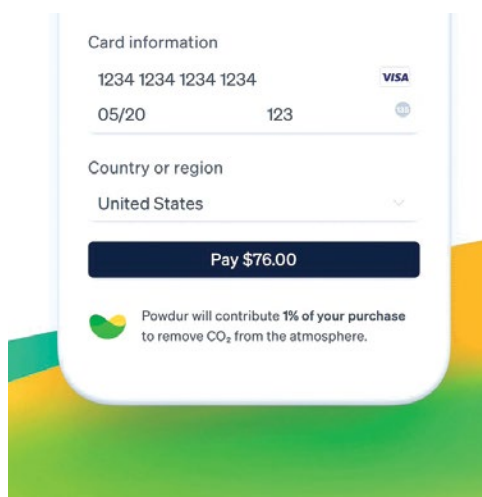 Card information
1234 1234 1234 1234 VISA
05/20 123
Country or region
United States
Pay $76.00
Powdur will contribute 1% of your purchase
to remove CO₂ from the atmosphere.